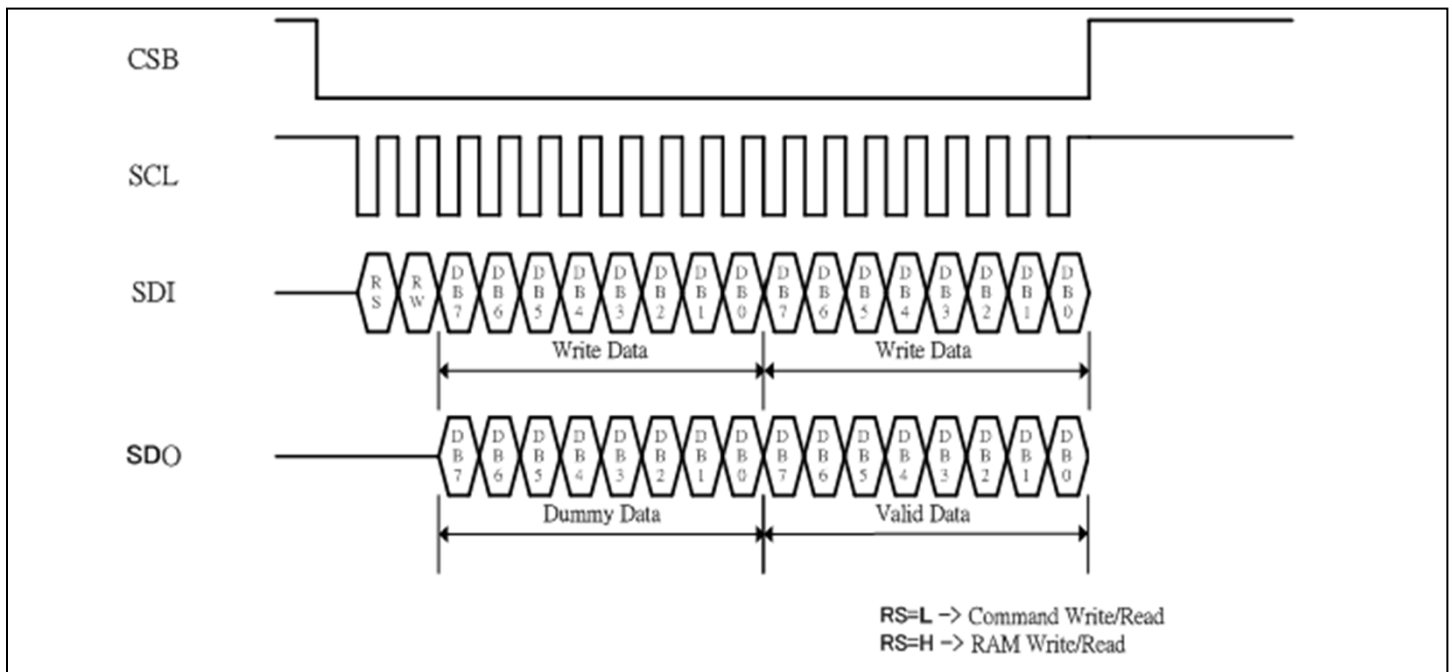 CSB
SCL
SDI
RS RW DB7 DB6 DB5 DB4 DB3 DB2 DB1 DB0 DB7 DB6 DB5 DB4 DB3 DB2 DB1 DB0
Write Data Write Data
SDO
DB7 DB6 DB5 DB4 DB3 DB2 DB1 DB0 DB7 DB6 DB5 DB4 DB3 DB2 DB1 DB0
Dummy Data Valid Data
RS=L –> Command Write/Read
RS=H –> RAM Write/Read